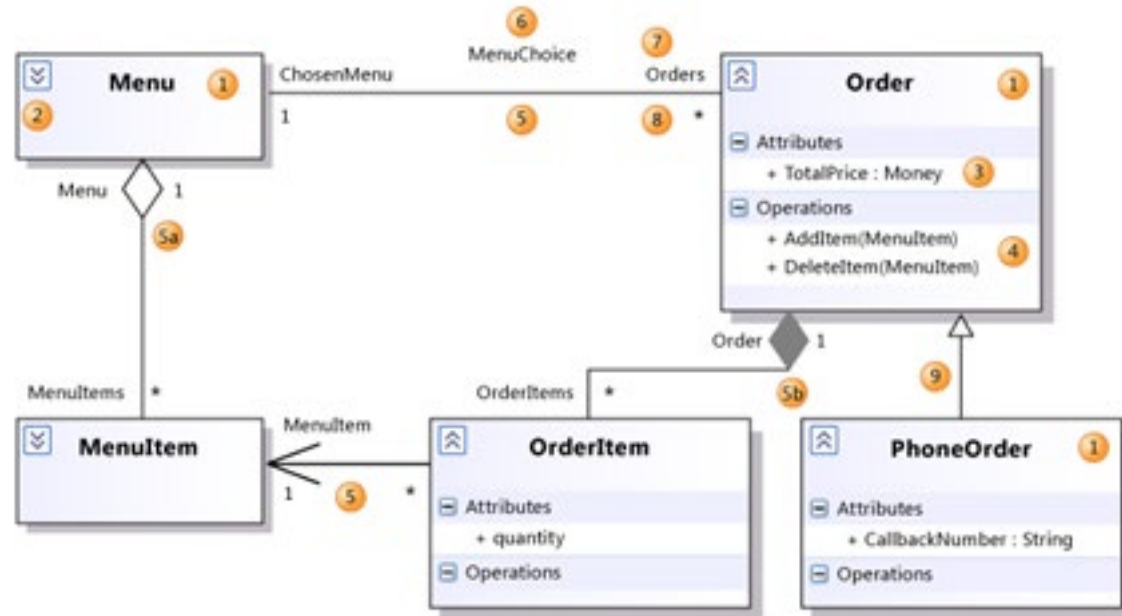 6
MenuChoice
7
Menu 1
2
ChosenMenu
Orders
1
5
8 *
Order 1
Attributes
+ TotalPrice : Money 3
Operations
+ AddItem(MenuItem)
+ DeleteItem(MenuItem)
4
Menu 1
5a
MenuItems *
Order 1
OrderItems *
5b
9
MenuItem
MenuItem
1 5 *
OrderItem
Attributes
+ quantity
Operations
PhoneOrder 1
Attributes
+ CallbackNumber : String
Operations